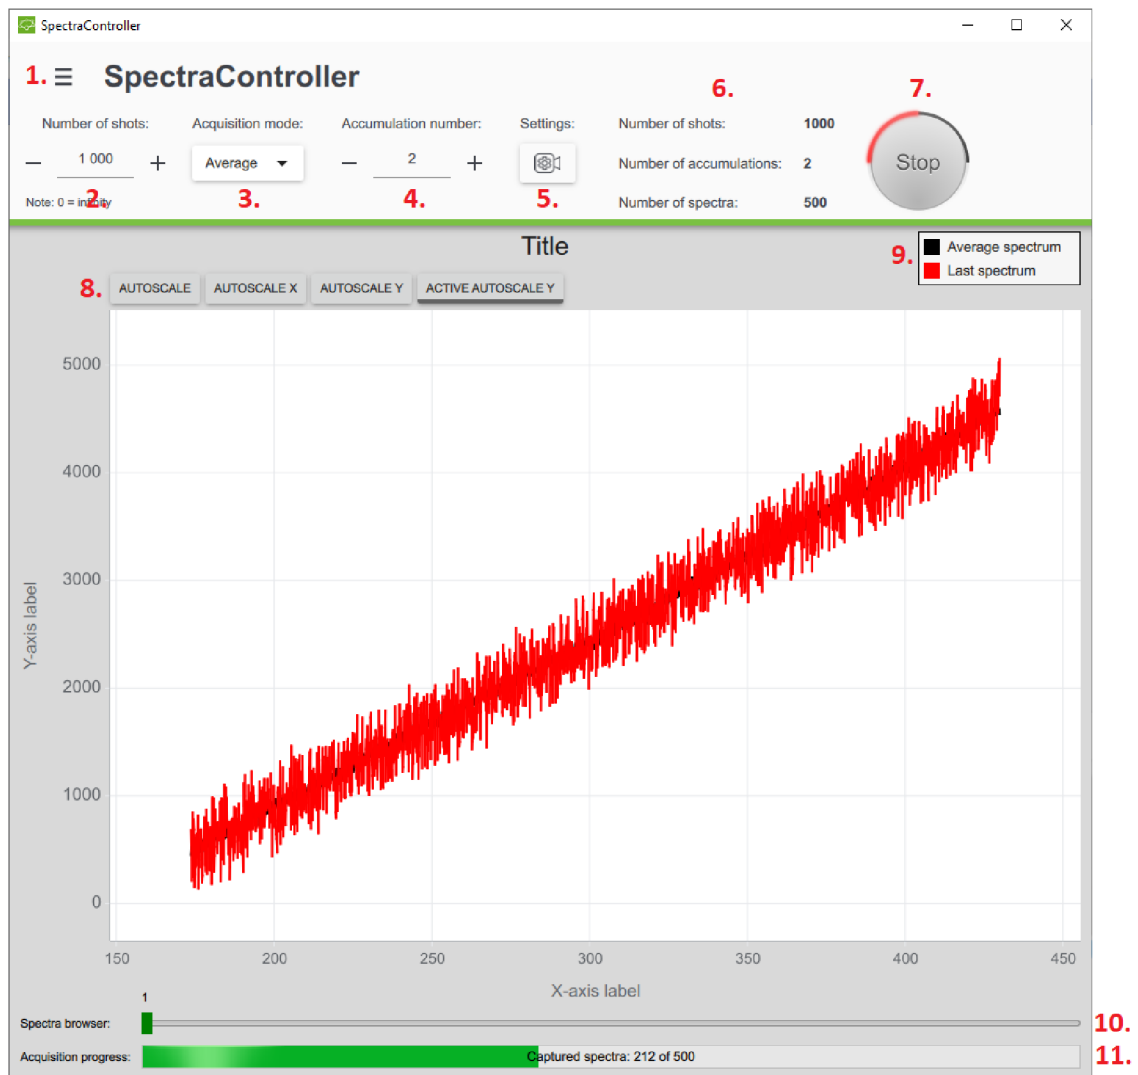 SpectraController
1. SpectraController
6. 7.
Number of shots: Acquisition mode: Accumulation number: Settings: Number of shots: 1000
1 000 Average 2 Number of accumulations: 2 Stop
Note: 0 = infinity 2. 3. 4. 5. Number of spectra: 500
Title
9. Average spectrum
Last spectrum
8. AUTOSCALE AUTOSCALE X AUTOSCALE Y ACTIVE AUTOSCALE Y
5000
4000
3000
Y-axis label
2000
1000
0
150 200 250 300 350 400 450
X-axis label
1
Spectra browser: 10.
Acquisition progress: Captured spectra: 212 of 500 11.